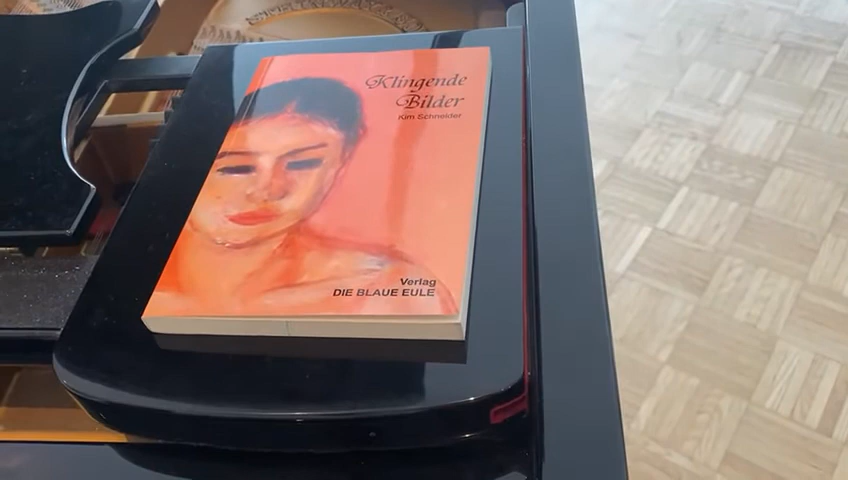 Klingende
Bilder
Kim Schneider
Verlag
DIE BLAUE EULE